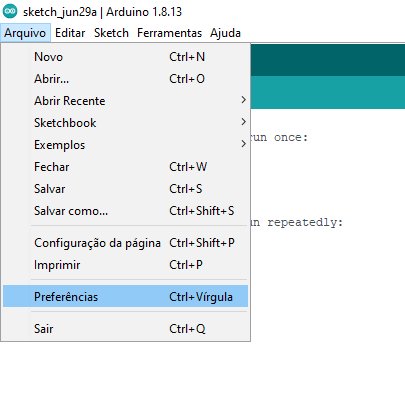 sketch_jun29a | Arduino 1.8.13
Arquivo Editar Sketch Ferramentas Ajuda
Novo Ctrl+N
Abrir... Ctrl+O
Abrir Recente
Sketchbook
Exemplos
run once:
Fechar Ctrl+W
Salvar Ctrl+S
Salvar como... Ctrl+Shift+S
un repeatedly:
Configuração da página Ctrl+Shift+P
Imprimir Ctrl+P
Preferências Ctrl+Vírgula
Sair Ctrl+Q